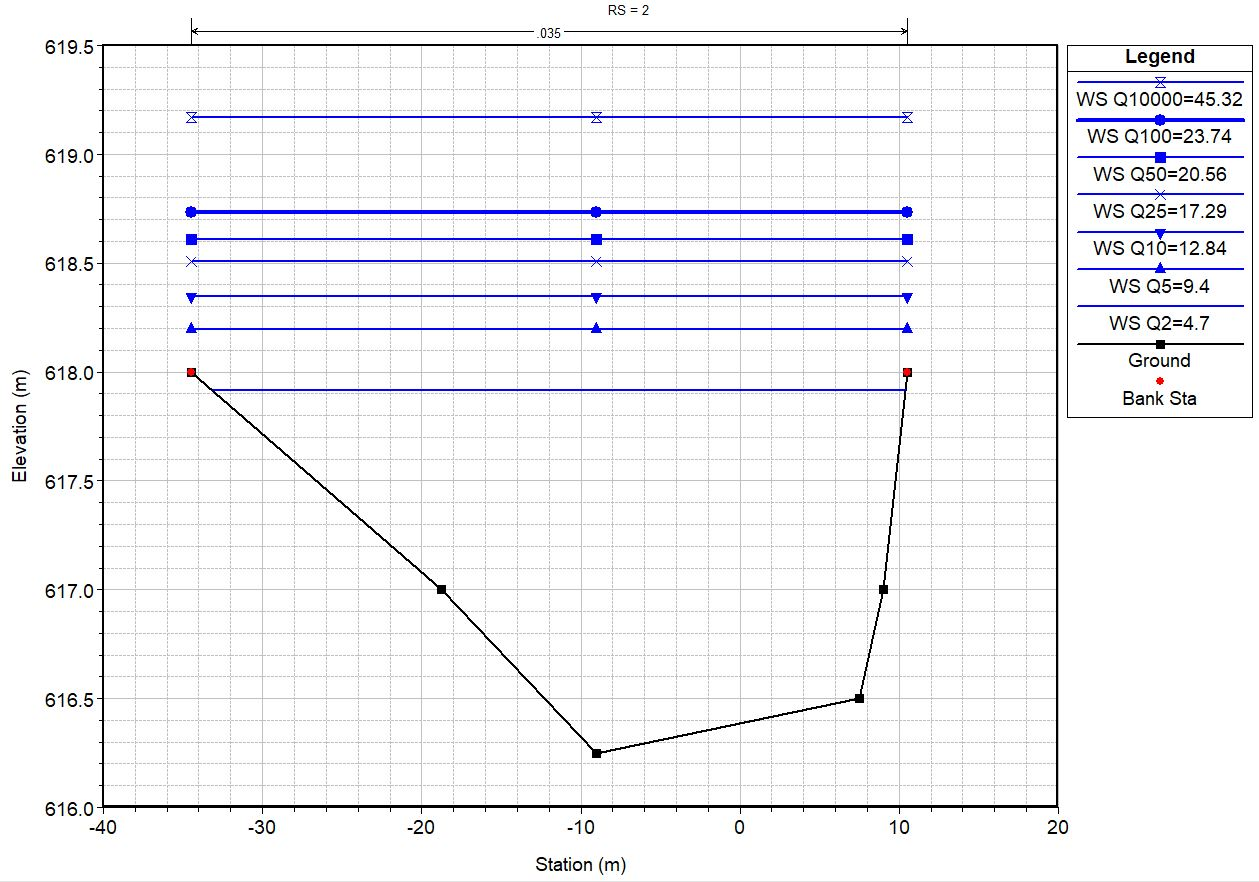 RS = 2
.035
619.5
619.0
618.5
618.0
617.5
617.0
616.5
616.0
-40
-30
-20
-10
0
10
20
Station (m)
Elevation (m)
Legend
WS Q10000=45.32
WS Q100=23.74
WS Q50=20.56
WS Q25=17.29
WS Q10=12.84
WS Q5=9.4
WS Q2=4.7
Ground
Bank Sta